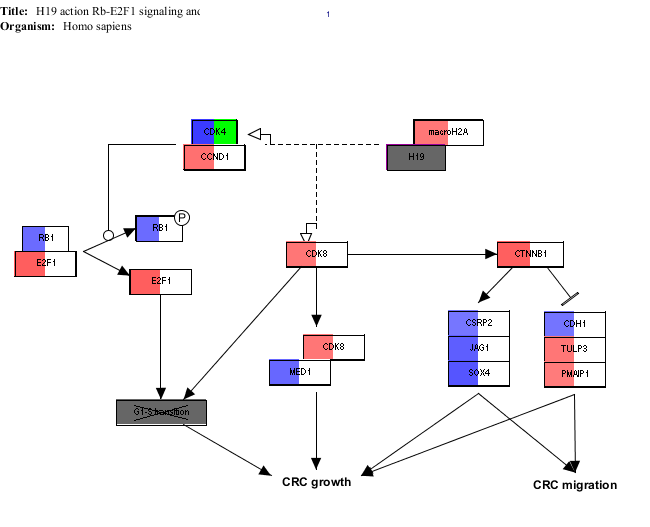 Title: H19 action Rb-E2F1 signaling and
Organism: Homo sapiens
1
CDK4
CCND1
macroH2A
H19
RB1
E2F1
RB1
P
E2F1
CDK8
CTNNB1
CSRP2
JAG1
SOX4
CDH1
TULP3
PMAIP1
CDK8
MED1
G1-S transition
CRC growth
CRC migration